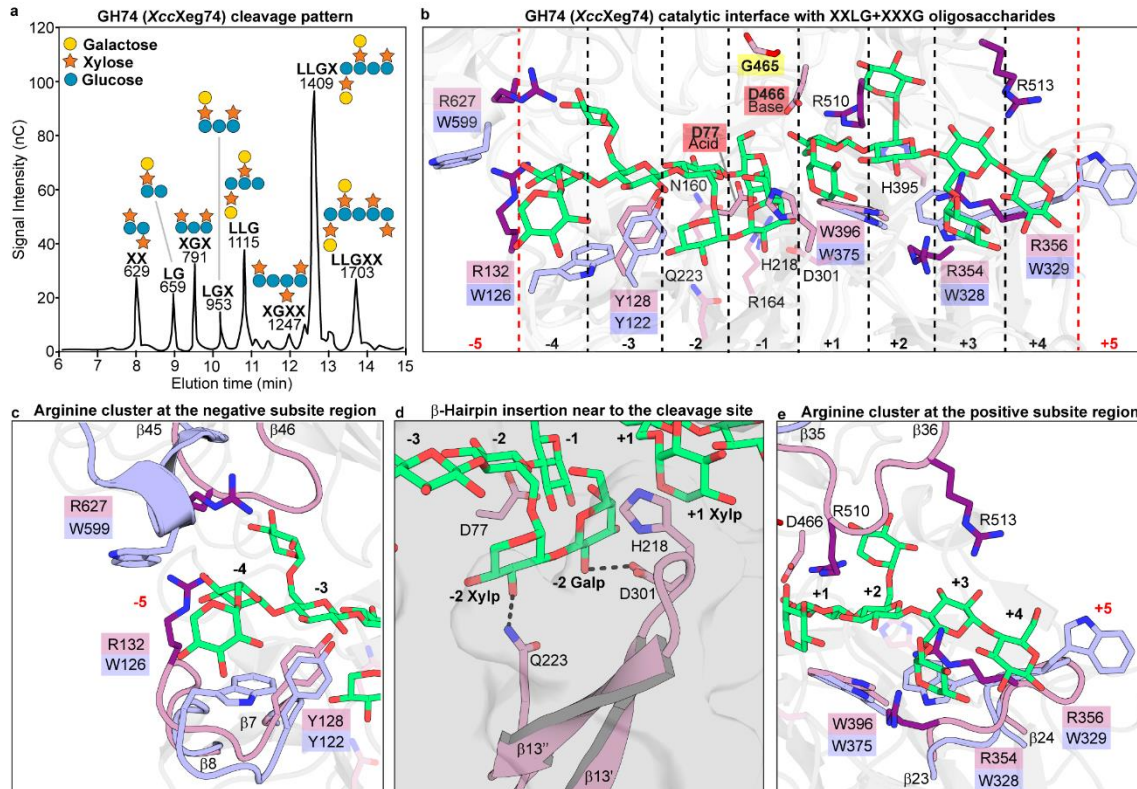 a
GH74 (XccXeg74) cleavage pattern
120
100
80
60
40
20
0
Signal Intensity (nC)
Galactose
Xylose
Glucose
XX
629
LG
659
XGX
791
LGX
953
LLG
1115
XGXX
1247
LLGX
1409
LLGXX
1703
6 7 8 9 10 11 12 13 14 15
Elution time (min)
b
GH74 (XccXeg74) catalytic interface with XXLG+XXXG oligosaccharides
R627
W599
G465
D466
Base
D77
Acid
R510
R513
N160
H395
R132
W126
Y128
Y122
Q223
H218
R164
D301
W396
W375
R354
W328
R356
W329
-5 -4 -3 -2 -1 +1 +2 +3 +4 +5
c
Arginine cluster at the negative subsite region
β45
β46
R627
W599
-4
-3
-5
R132
W126
β7
β8
Y128
Y122
d
β-Hairpin insertion near to the cleavage site
-3
-2
-1
+1
D77
+1 Xylp
H218
-2 Xylp
-2 Galp
D301
Q223
β13''
β13'
e
Arginine cluster at the positive subsite region
β35
β36
D466
R510
R513
+1
+2
+3
+4
+5
W396
W375
β23
β24
R354
W328
R356
W329